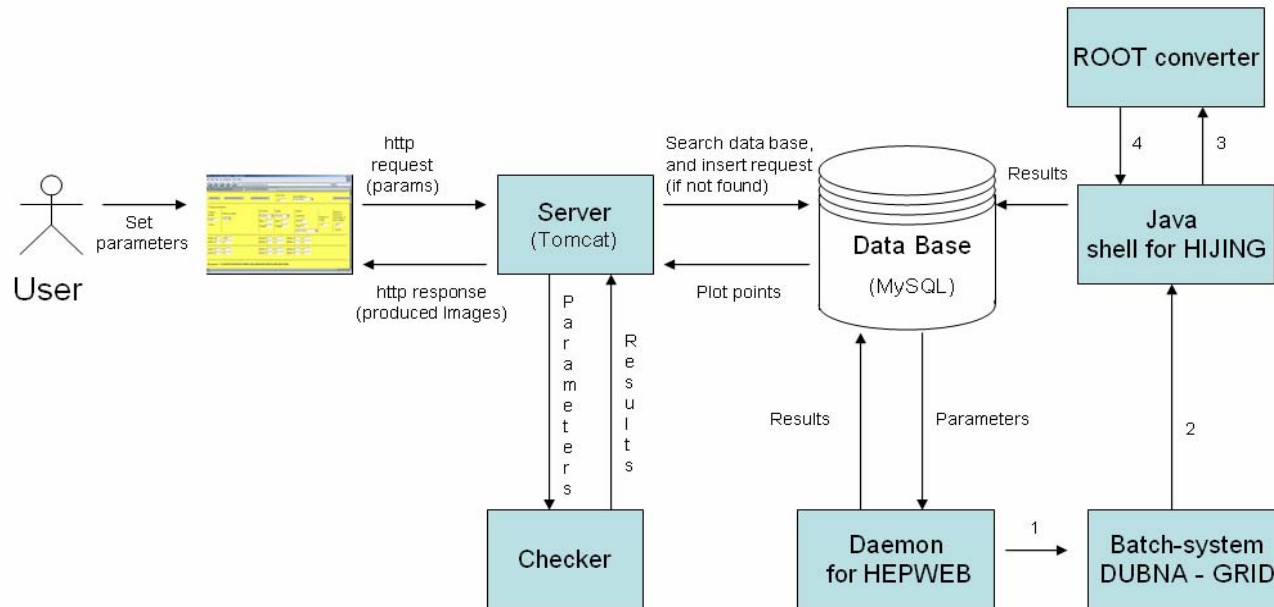 ROOT converter
4
3
http
request
(params)
Search data base,
and insert request
(if not found)
Results
Set
parameters
User
Server
(Tomcat)
Data Base
(MySQL)
Java
shell for HIJING
http response
(produced Images)
Plot points
Parameters
Results
Results
Parameters
2
1
Checker
Daemon
for HEPWEB
Batch-system
DUBNA - GRID